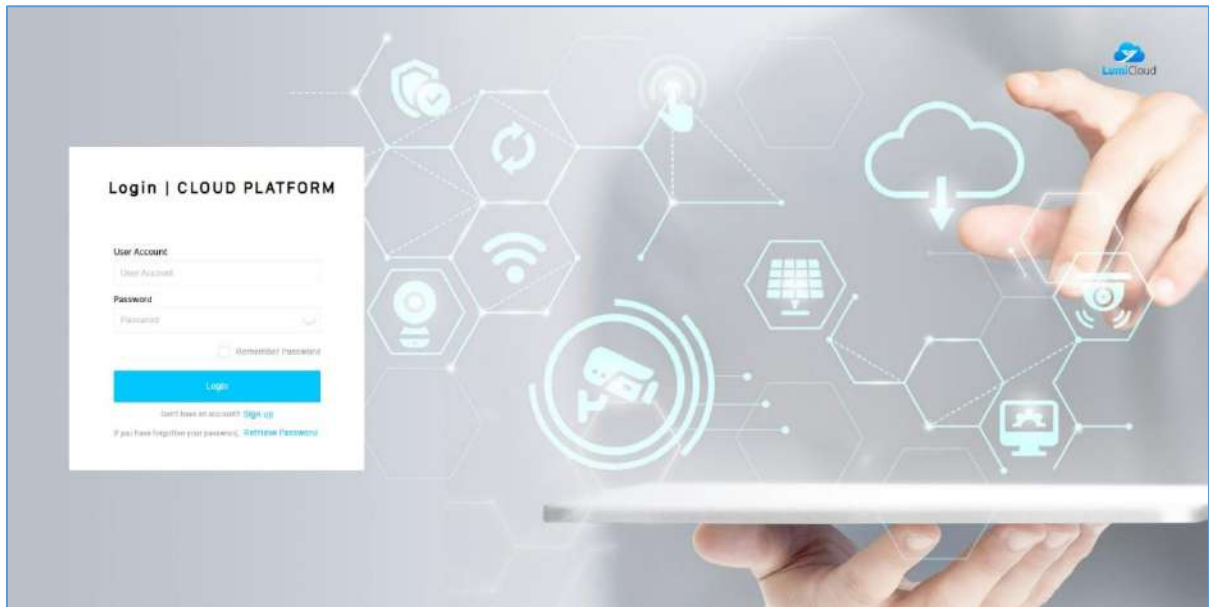 LumiCloud
Login | CLOUD PLATFORM
User Account
User Account
Password
Password
Remember Password
Login
Don't have an account? Sign up
If you have forgotten your password, Retrieve Password